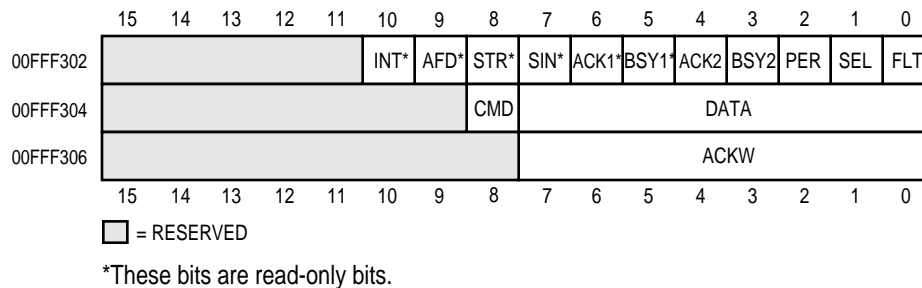 15 14 13 12 11 10 9 8 7 6 5 4 3 2 1 0
00FFF302 INT* AFD* STR* SIN* ACK1* BSY1* ACK2 BSY2 PER SEL FLT
00FFF304 CMD DATA
00FFF306 ACKW
15 14 13 12 11 10 9 8 7 6 5 4 3 2 1 0
= RESERVED
*These bits are read-only bits.